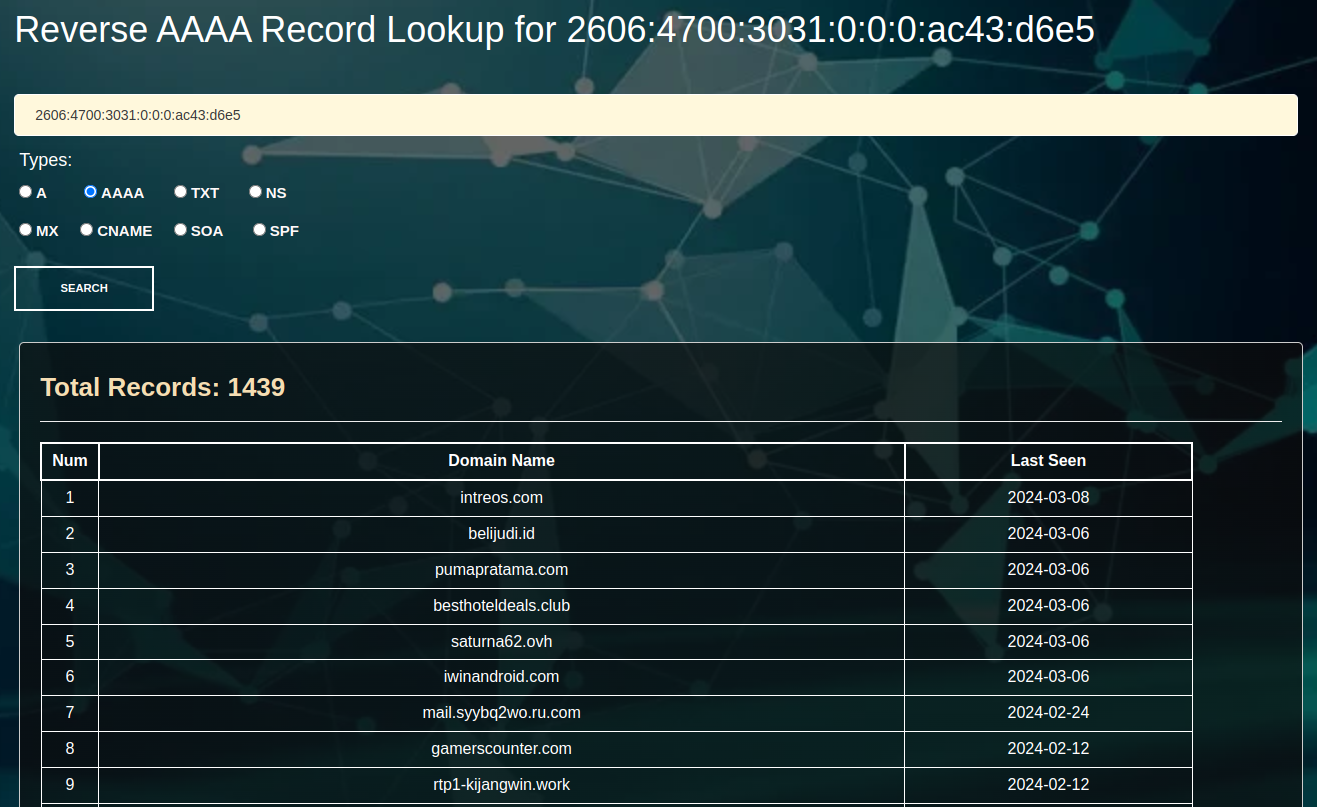 Reverse AAAA Record Lookup for 2606:4700:3031:0:0:0:ac43:d6e5
2606:4700:3031:0:0:0:ac43:d6e5
Types:
A AAAA TXT NS
MX CNAME SOA SPF
SEARCH
Total Records: 1439
Num Domain Name Last Seen
1 intreos.com 2024-03-08
2 belijudi.id 2024-03-06
3 pumapratama.com 2024-03-06
4 besthoteldeals.club 2024-03-06
5 saturna62.ovh 2024-03-06
6 iwinandroid.com 2024-03-06
7 mail.syybq2wo.ru.com 2024-02-24
8 gamerscounter.com 2024-02-12
9 rtp1-kijangwin.work 2024-02-12